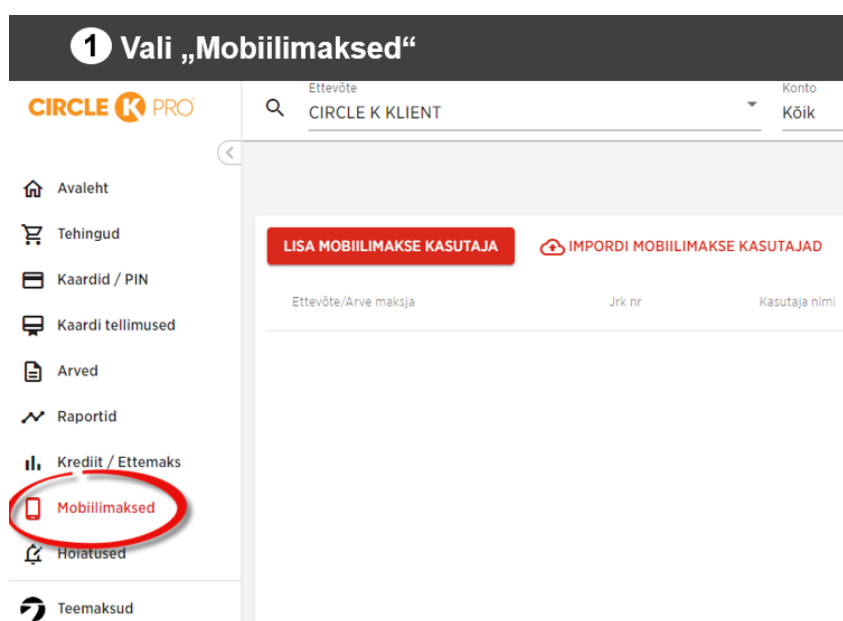 1 Vali „Mobiilimaksed“
CIRCLE K PRO
Ettevõte
CIRCLE K KLIENT
Konto
Kõik
Avaleht
Tehingud
Kaardid / PIN
Kaardi tellimused
Arved
Raportid
Krediit / Ettemaks
Mobiilimaksed
Hoiatused
Teemaksud
LISA MOBIILIMAKSE KASUTAJA
IMPORDI MOBIILIMAKSE KASUTAJAD
Ettevõte/Arve maksja
Jrk nr
Kasutaja nimi